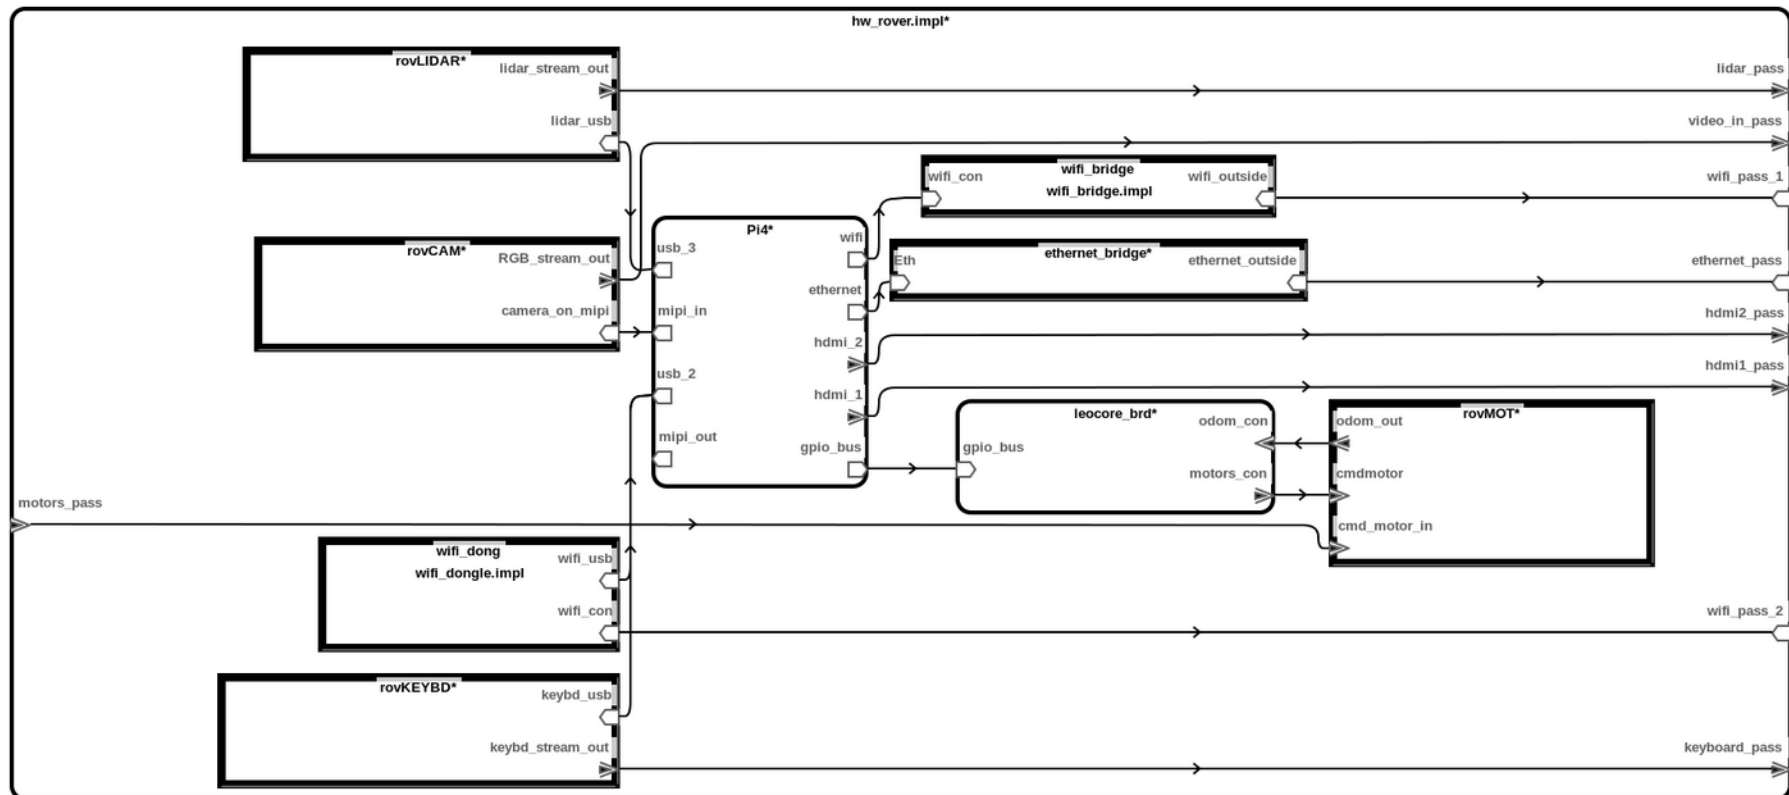 hw_rover.impl*
rovLIDAR*
lidar_stream_out
lidar_usb
lidar_pass
video_in_pass
wifi_bridge
wifi_bridge.impl
wifi_con
wifi_outside
wifi_pass_1
rovCAM*
RGB_stream_out
camera_on_mipi
Pi4*
usb_3
mipi_in
usb_2
mipi_out
wifi
ethernet
hdmi_2
hdmi_1
gpio_bus
ethernet_bridge*
Eth
ethernet_outside
ethernet_pass
hdmi2_pass
hdmi1_pass
leocore_brd*
gpio_bus
odom_con
motors_con
rovMOT*
odom_out
cmdmotor
cmd_motor_in
motors_pass
wifi_dong
wifi_dongle.impl
wifi_usb
wifi_con
wifi_pass_2
rovKEYBD*
keybd_usb
keybd_stream_out
keyboard_pass